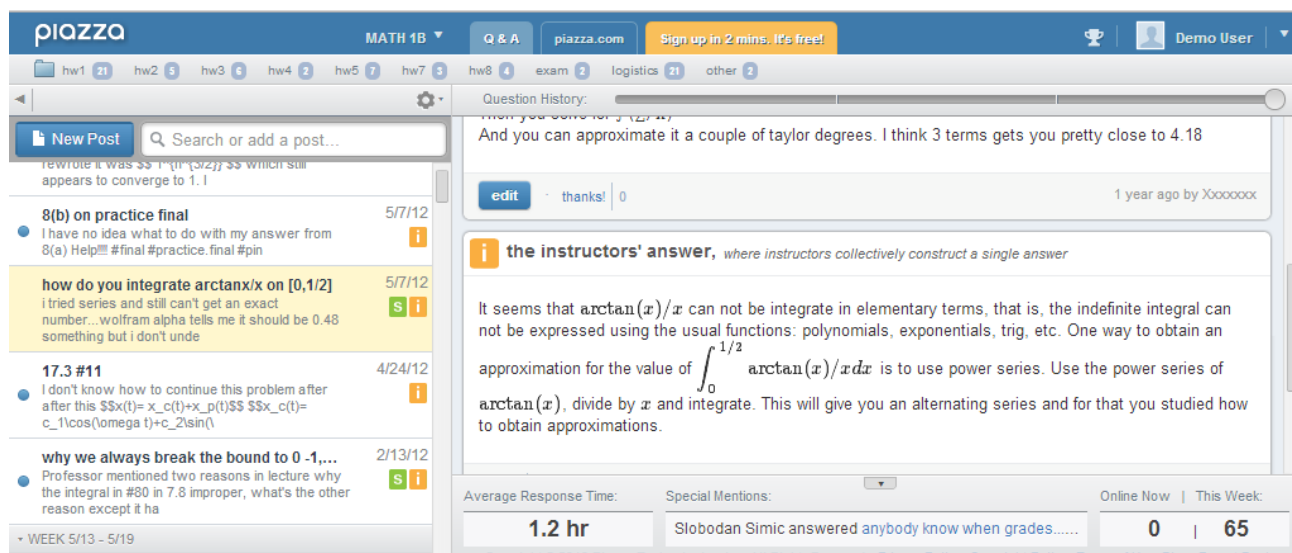 piazza
MATH 1B
Q & A
piazza.com
Sign up in 2 mins. It's free!
Demo User
hw1 21 hw2 5 hw3 6 hw4 2 hw5 7 hw7 3 hw8 4 exam 2 logistics 21 other 2
Question History:
New Post
Search or add a post...
appears to converge to 1. I
8(b) on practice final 5/7/12
I have no idea what to do with my answer from
8(a) Help!!!! #final #practice.final #pin
i
how do you integrate arctanx/x on [0,1/2] 5/7/12
i tried series and still can't get an exact
number...wolfram alpha tells me it should be 0.48
something but i don't unde
S i
17.3 #11 4/24/12
I don't know how to continue this problem after
after this $$x(t)= x_c(t)+x_p(t)$$ $$x_c(t)=
c_1\cos(\omega t)+c_2\sin(\
i
why we always break the bound to 0 -1,... 2/13/12
Professor mentioned two reasons in lecture why
the integral in #80 in 7.8 improper, what's the other
reason except it ha
S i
WEEK 5/13 - 5/19
And you can approximate it a couple of taylor degrees. I think 3 terms gets you pretty close to 4.18
edit · thanks! 0
1 year ago by Xxxxxxx
i the instructors' answer, where instructors collectively construct a single answer
It seems that arctan(x)/x can not be integrate in elementary terms, that is, the indefinite integral can
not be expressed using the usual functions: polynomials, exponentials, trig, etc. One way to obtain an
approximation for the value of ∫₀^{1/2} arctan(x)/xdx is to use power series. Use the power series of
arctan(x), divide by x and integrate. This will give you an alternating series and for that you studied how
to obtain approximations.
Average Response Time: Special Mentions: Online Now | This Week:
1.2 hr Slobodan Simic answered anybody know when grades...... 0 | 65